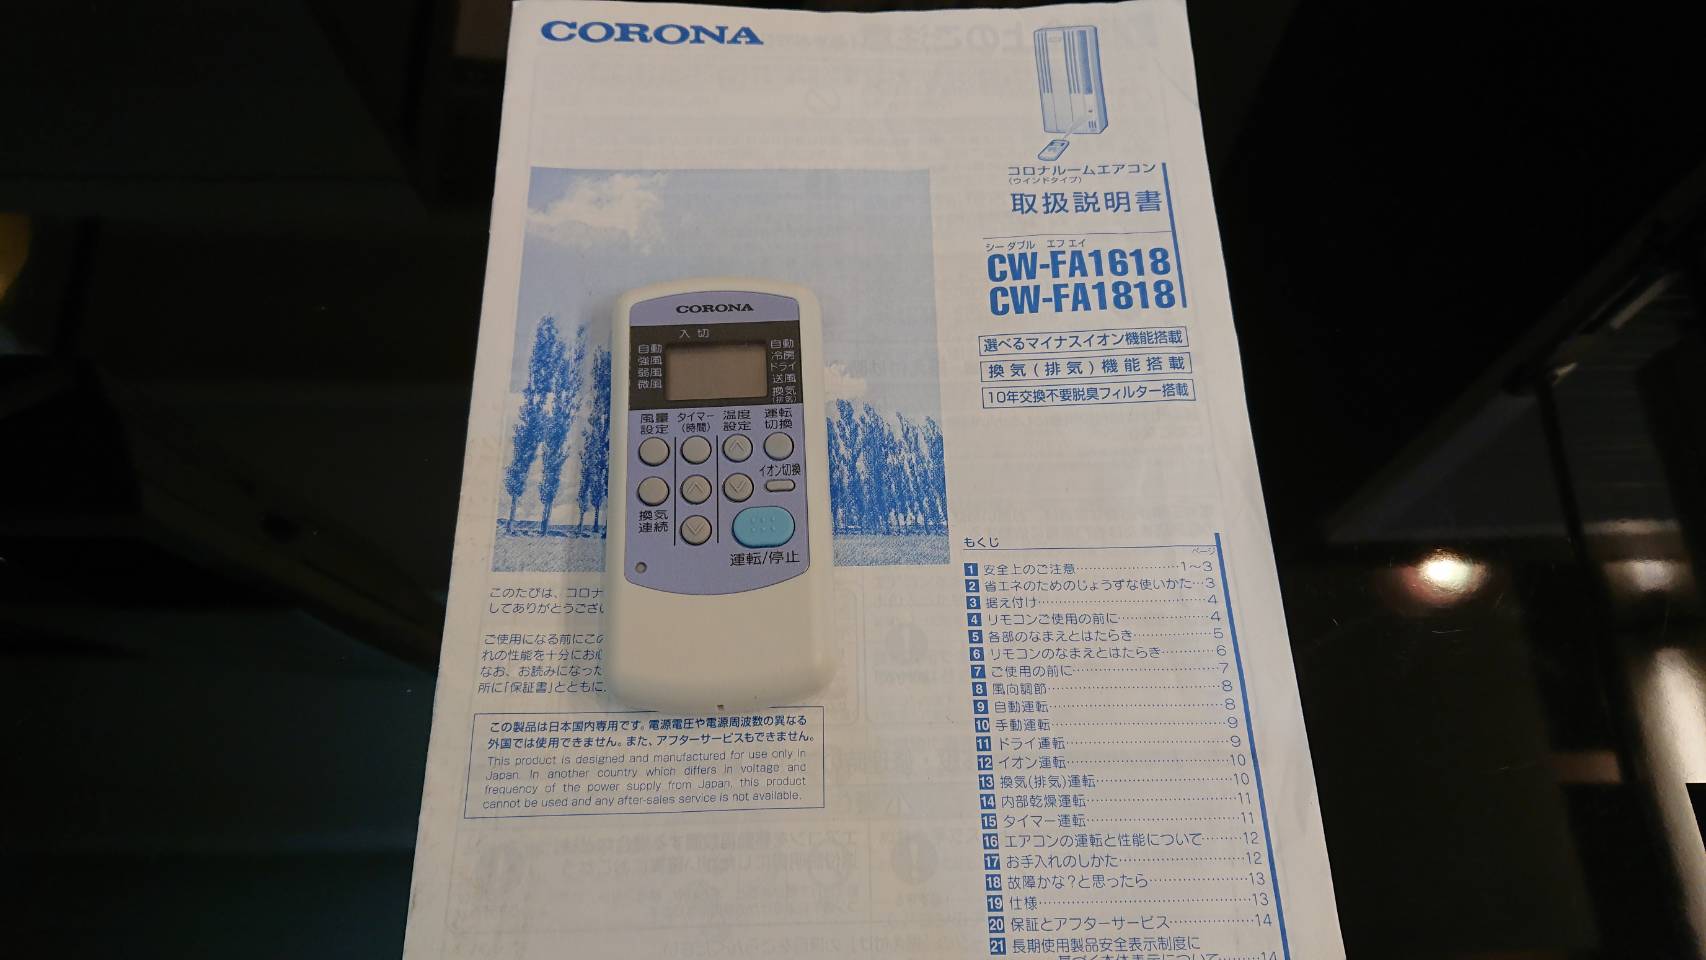 CORONA
コロナルームエアコン
(ウインドタイプ)
取扱説明書
シー ダブル エフ エイ
CW-FA1618
CW-FA1818
選べるマイナスイオン機能搭載
換気(排気)機能搭載
10年交換不要脱臭フィルター搭載
CORONA
入 切
自動
強風
弱風
微風
自動
冷房
ドライ
送風
換気
(排気)
風量
設定
タイマー
(時間)
温度
設定
運転
切換
イオン切換
換気
連続
運転/停止
このたびは、コロナ
してありがとうござい
ご使用になる前にこの
れの性能を十分にお
なお、お読みになった
所に「保証書」とともに
この製品は日本国内専用です。電源電圧や電源周波数の異なる
外国では使用できません。また、アフターサービスもできません。
This product is designed and manufactured for use only in
Japan. In another country which differs in voltage and
frequency of the power supply from Japan, this product
cannot be used and any after-sales service is not available.
もくじ
ページ
1 安全上のご注意……………………1〜3
2 省エネのためのじょうずな使いかた…3
3 据え付け……………………………4
4 リモコンご使用の前に………………4
5 各部のなまえとはたらき……………5
6 リモコンのなまえとはたらき…………6
7 ご使用の前に………………………7
8 風向調節……………………………8
9 自動運転……………………………8
10 手動運転……………………………9
11 ドライ運転…………………………9
12 イオン運転…………………………10
13 換気(排気)運転……………………10
14 内部乾燥運転………………………11
15 タイマー運転………………………11
16 エアコンの運転と性能について………12
17 お手入れのしかた…………………12
18 故障かな?と思ったら………………13
19 仕様…………………………………13
20 保証とアフターサービス……………14
21 長期使用製品安全表示制度に
基づく本体表示について………14